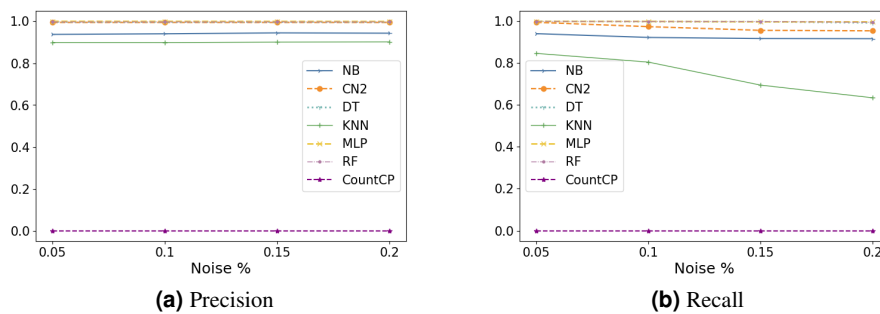 1.0
0.8
0.6
0.4
0.2
0.0
NB
CN2
DT
KNN
MLP
RF
CountCP
0.05 0.1 0.15 0.2
Noise %
(a) Precision
1.0
0.8
0.6
0.4
0.2
0.0
NB
CN2
DT
KNN
MLP
RF
CountCP
0.05 0.1 0.15 0.2
Noise %
(b) Recall